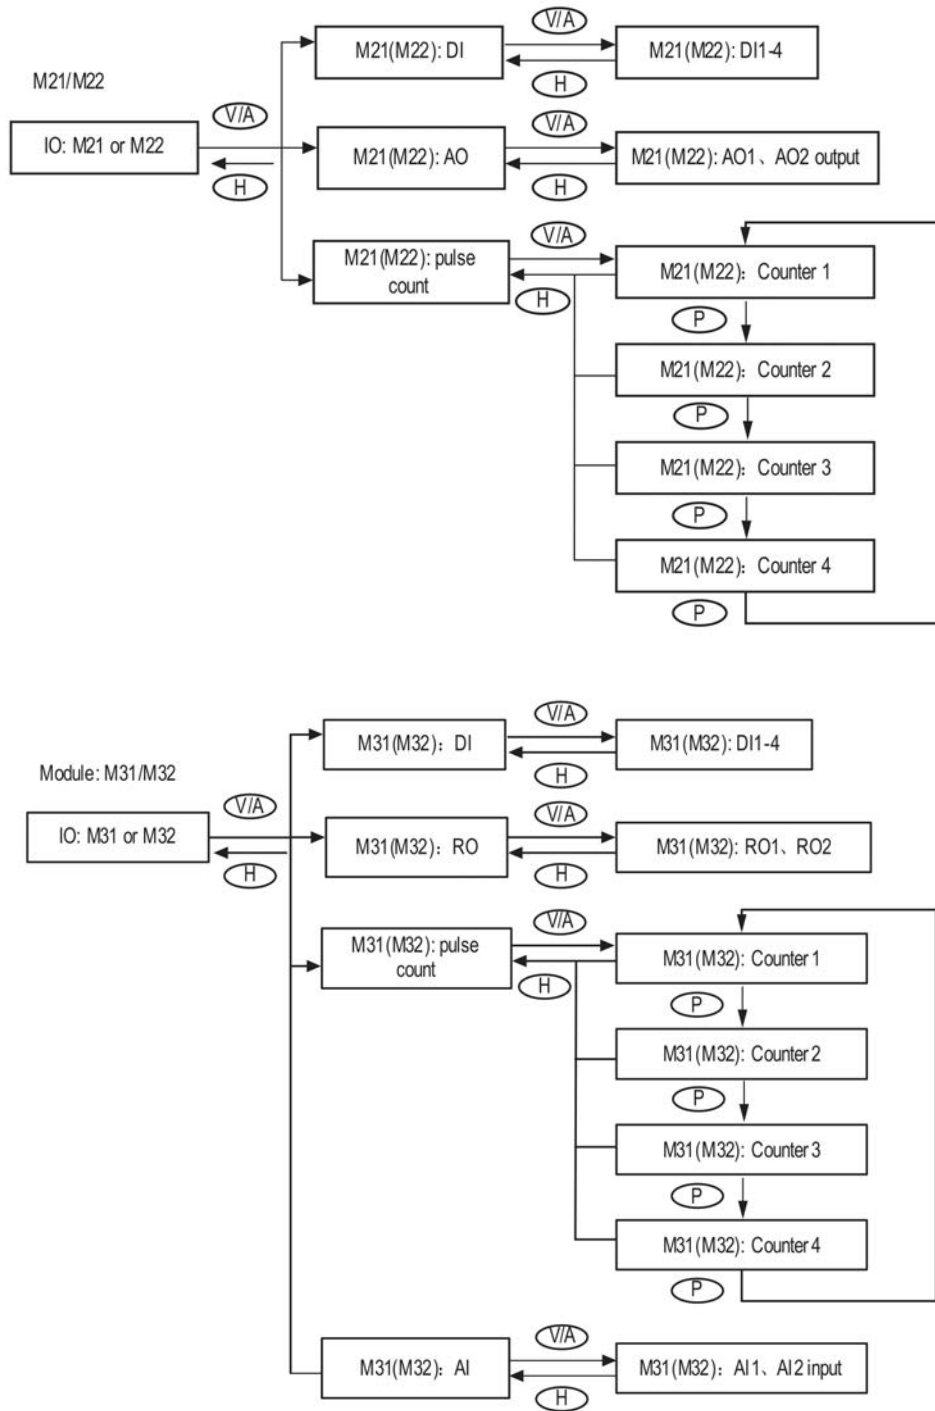 V/A
M21(M22): DI
M21(M22): DI1-4
H
M21/M22
V/A
V/A
IO: M21 or M22
M21(M22): AO
M21(M22): AO1、AO2 output
H
H
V/A
M21(M22): pulse
count
M21(M22)： Counter 1
H
P
M21(M22)： Counter 2
P
M21(M22)： Counter 3
P
M21(M22)： Counter 4
P
V/A
M31(M32)： DI
M31(M32): DI1-4
H
Module: M31/M32
V/A
V/A
IO: M31 or M32
M31(M32)： RO
M31(M32): RO1、RO2
H
H
V/A
M31(M32): pulse
count
M31(M32): Counter 1
H
P
M31(M32): Counter 2
P
M31(M32): Counter 3
P
M31(M32): Counter 4
P
V/A
M31(M32)： AI
M31(M32)： AI1、AI2 input
H